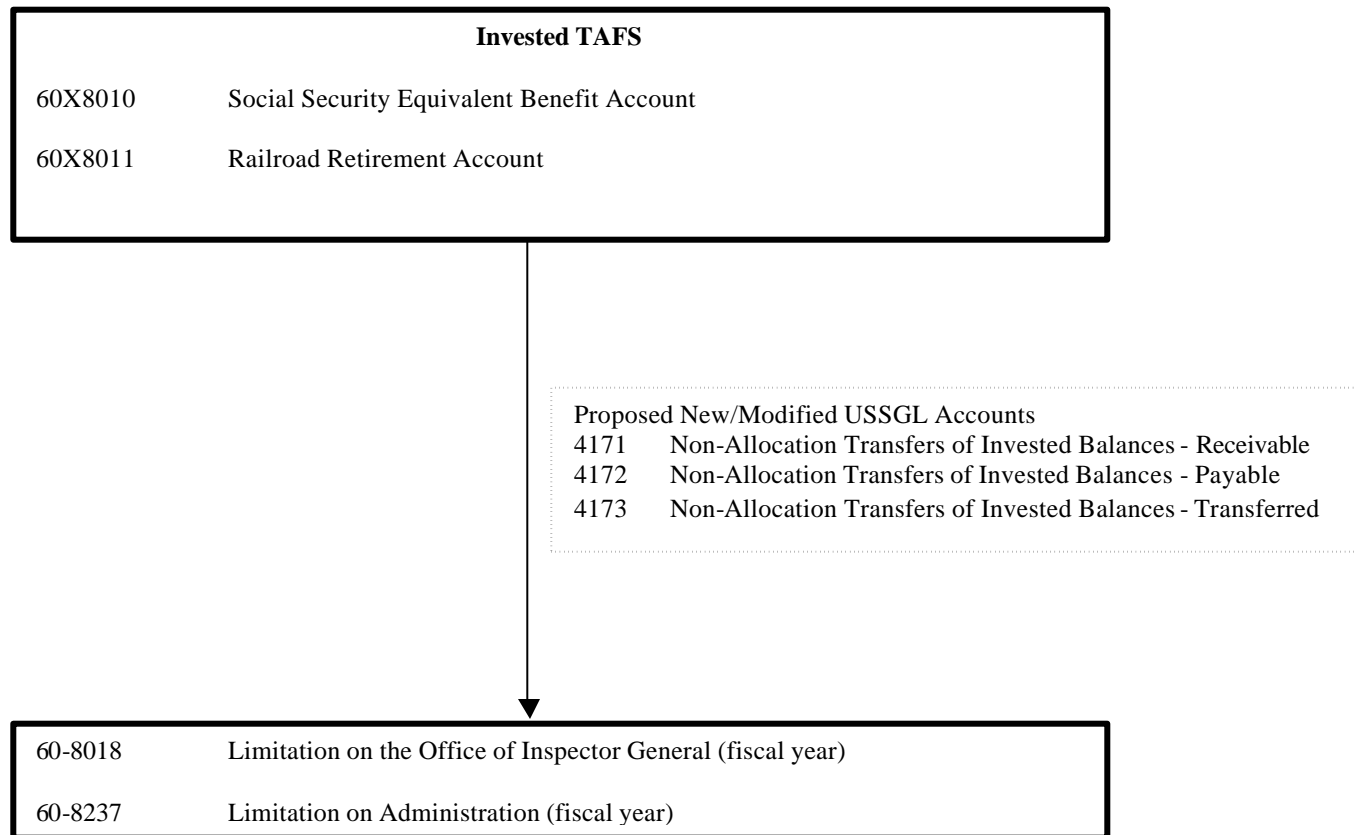 Invested TAFS
60X8010 Social Security Equivalent Benefit Account
60X8011 Railroad Retirement Account
Proposed New/Modified USSGL Accounts
4171 Non-Allocation Transfers of Invested Balances - Receivable
4172 Non-Allocation Transfers of Invested Balances - Payable
4173 Non-Allocation Transfers of Invested Balances - Transferred
60-8018 Limitation on the Office of Inspector General (fiscal year)
60-8237 Limitation on Administration (fiscal year)